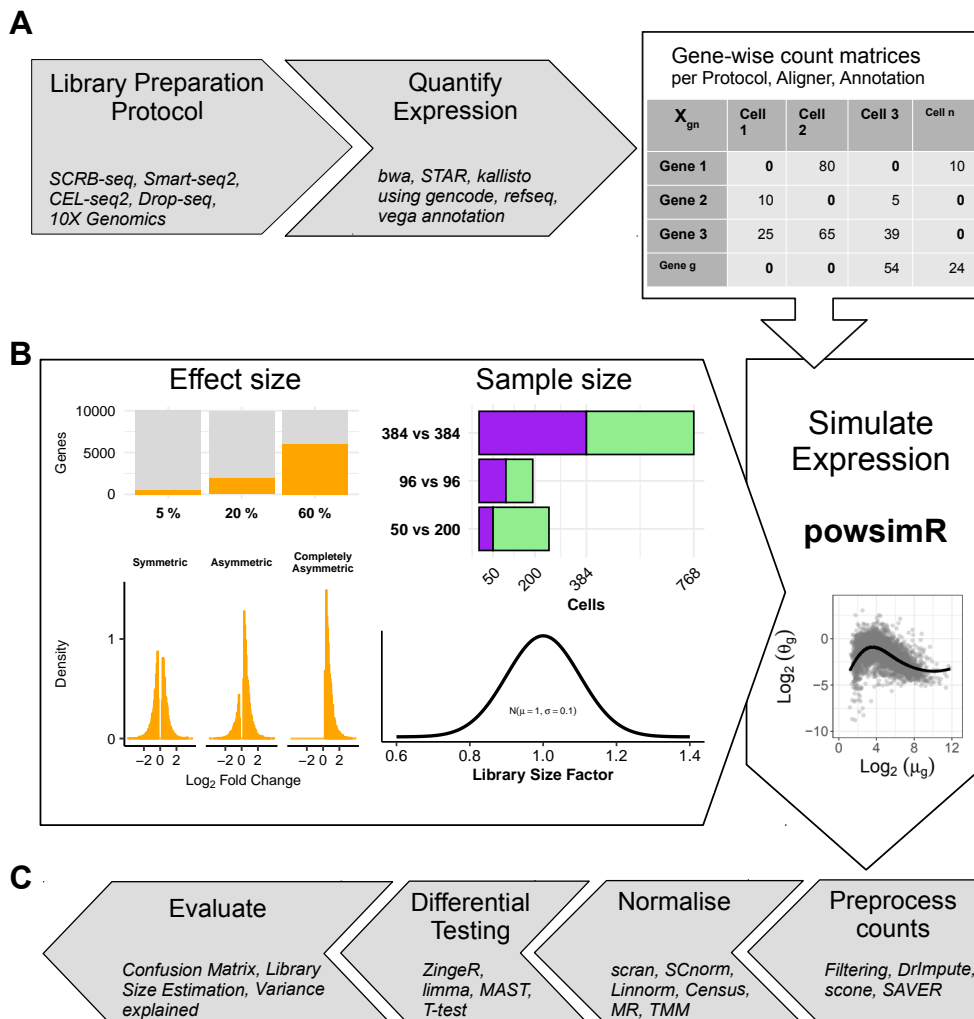 A
Library Preparation
Protocol
SCRB-seq, Smart-seq2,
CEL-seq2, Drop-seq,
10X Genomics
Quantify
Expression
bwa, STAR, kallisto
using gencode, refseq,
vega annotation
Gene-wise count matrices
per Protocol, Aligner, Annotation
Xgn Cell 1 Cell 2 Cell 3 Cell n
Gene 1 0 80 0 10
Gene 2 10 0 5 0
Gene 3 25 65 39 0
Gene g 0 0 54 24
B
Effect size
Genes
10000
5000
0
5 % 20 % 60 %
Symmetric Asymmetric Completely Asymmetric
Density
1
0
−2 0 2 −2 0 2 −2 0 2
Log2 Fold Change
Sample size
384 vs 384
96 vs 96
50 vs 200
50 200 384 768
Cells
N(μ = 1, σ = 0.1)
0.6 0.8 1.0 1.2 1.4
Library Size Factor
Simulate
Expression
powsimR
Log2 (θg)
0
−5
−10
0 4 8 12
Log2 (μg)
C
Evaluate
Confusion Matrix, Library
Size Estimation, Variance
explained
Differential
Testing
ZingeR,
limma, MAST,
T-test
Normalise
scran, SCnorm,
Linnorm, Census,
MR, TMM
Preprocess
counts
Filtering, DrImpute,
scone, SAVER